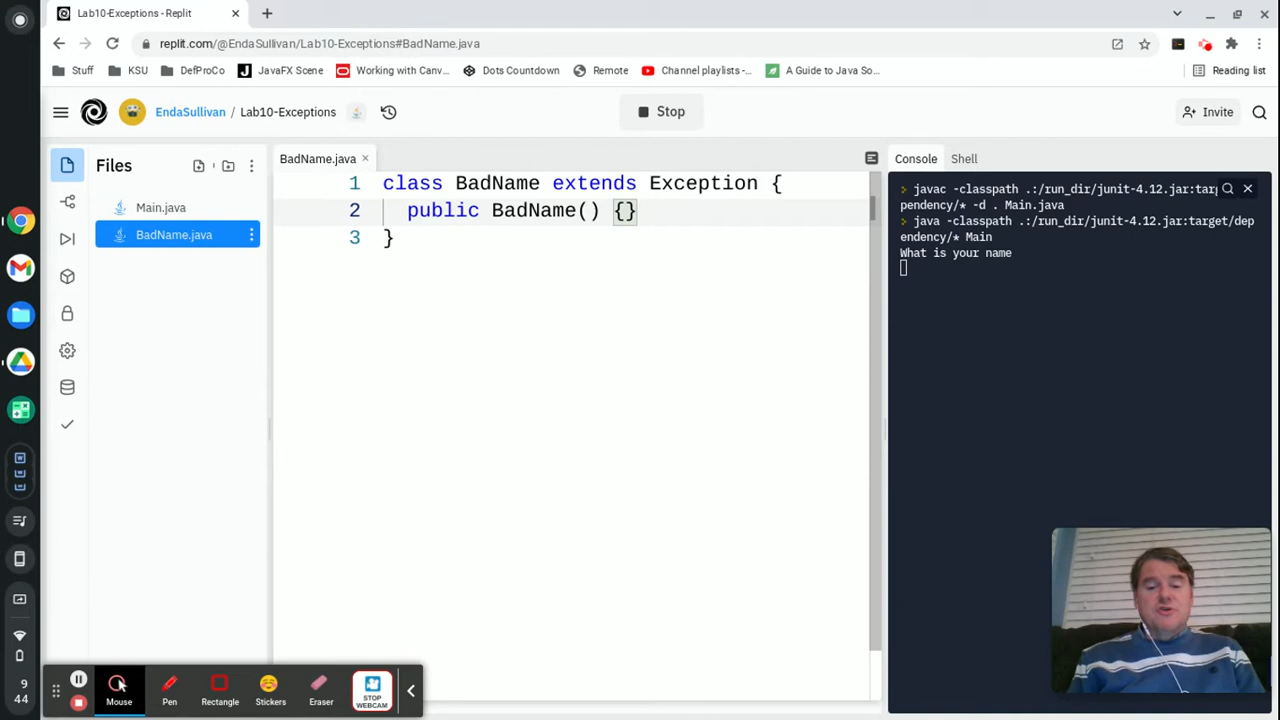 Lab10-Exceptions - Replit
replit.com/@EndaSullivan/Lab10-Exceptions#BadName.java
Stuff
KSU
DefProCo
JavaFX Scene
Working with Canv...
Dots Countdown
Remote
Channel playlists -...
A Guide to Java So...
Reading list
EndaSullivan / Lab10-Exceptions
Stop
Invite
Files
Main.java
BadName.java
BadName.java
1 class BadName extends Exception {
2 public BadName() {}
3 }
Console
Shell
javac -classpath .:/run_dir/junit-4.12.jar:targ
pendency/* -d . Main.java
java -classpath .:/run_dir/junit-4.12.jar:target/dep
endency/* Main
What is your name
9
44
Mouse
Pen
Rectangle
Stickers
Eraser
STOP
WEBCAM